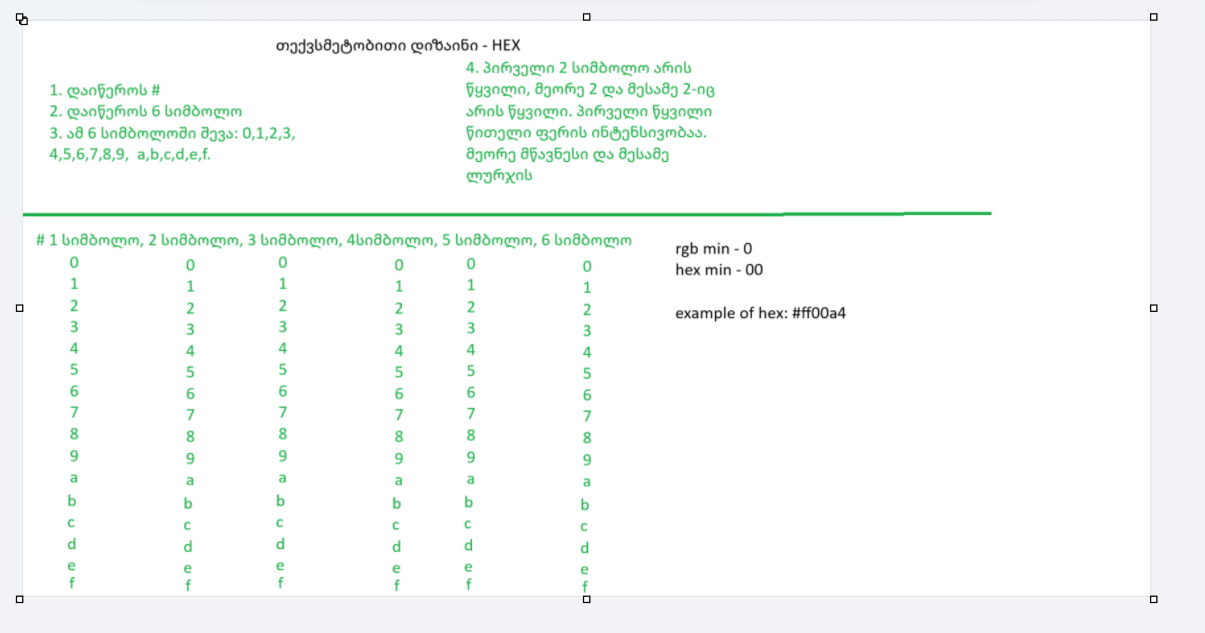 თექვსმეტობითი დიზაინი - HEX
1. დაიწეროს #
2. დაიწეროს 6 სიმბოლო
3. ამ 6 სიმბოლოში შევა: 0,1,2,3,
4,5,6,7,8,9,  a,b,c,d,e,f.
4. პირველი 2 სიმბოლო არის
წყვილი, მეორე 2 და მესამე 2-იც
არის წყვილი. პირველი წყვილი
წითელი ფერის ინტენსივობაა.
მეორე მწავნესი და მესამე
ლურჯის
# 1 სიმბოლო, 2 სიმბოლო, 3 სიმბოლო, 4სიმბოლო, 5 სიმბოლო, 6 სიმბოლო
0 0 0 0 0 0
1 1 1 1 1 1
2 2 2 2 2 2
3 3 3 3 3 3
4 4 4 4 4 4
5 5 5 5 5 5
6 6 6 6 6 6
7 7 7 7 7 7
8 8 8 8 8 8
9 9 9 9 9 9
a a a a a a
b b b b b b
c c c c c c
d d d d d d
e e e e e e
f f f f f f
rgb min - 0
hex min - 00
example of hex: #ff00a4